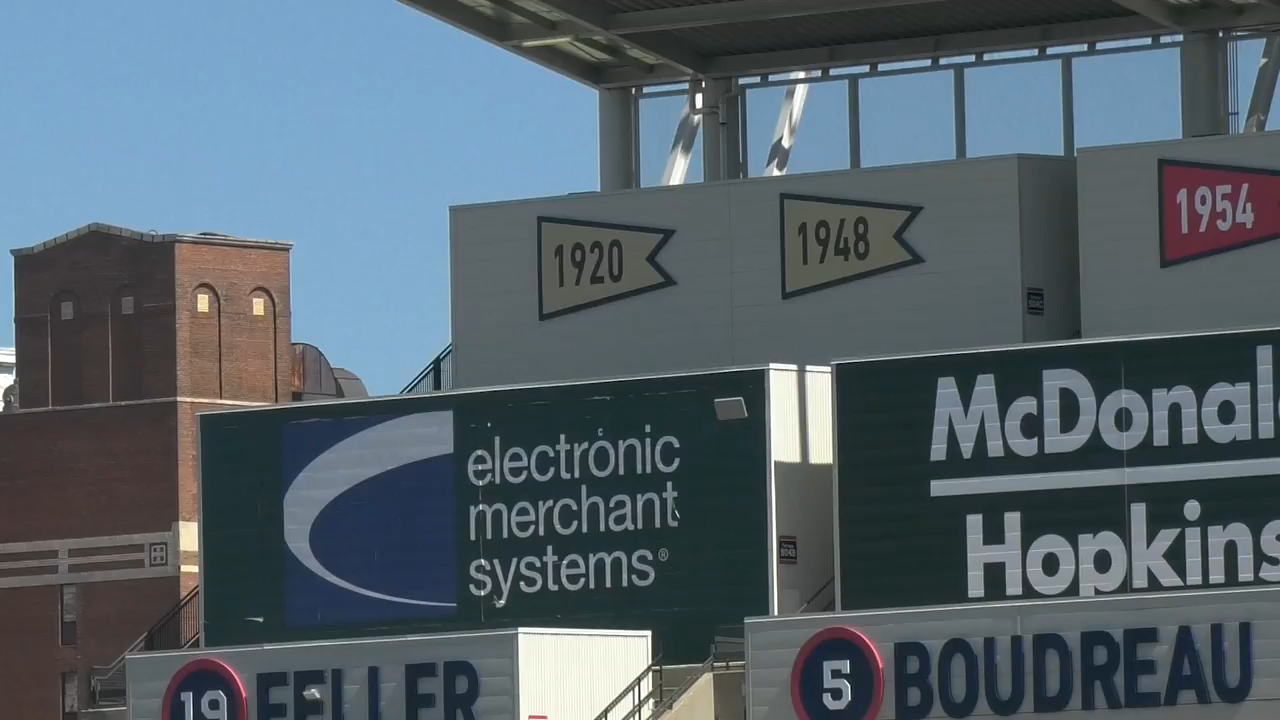 1920
1948
1954
electronic
merchant
systems®
McDonal
Hopkins
19 FELLER
5 BOUDREAU